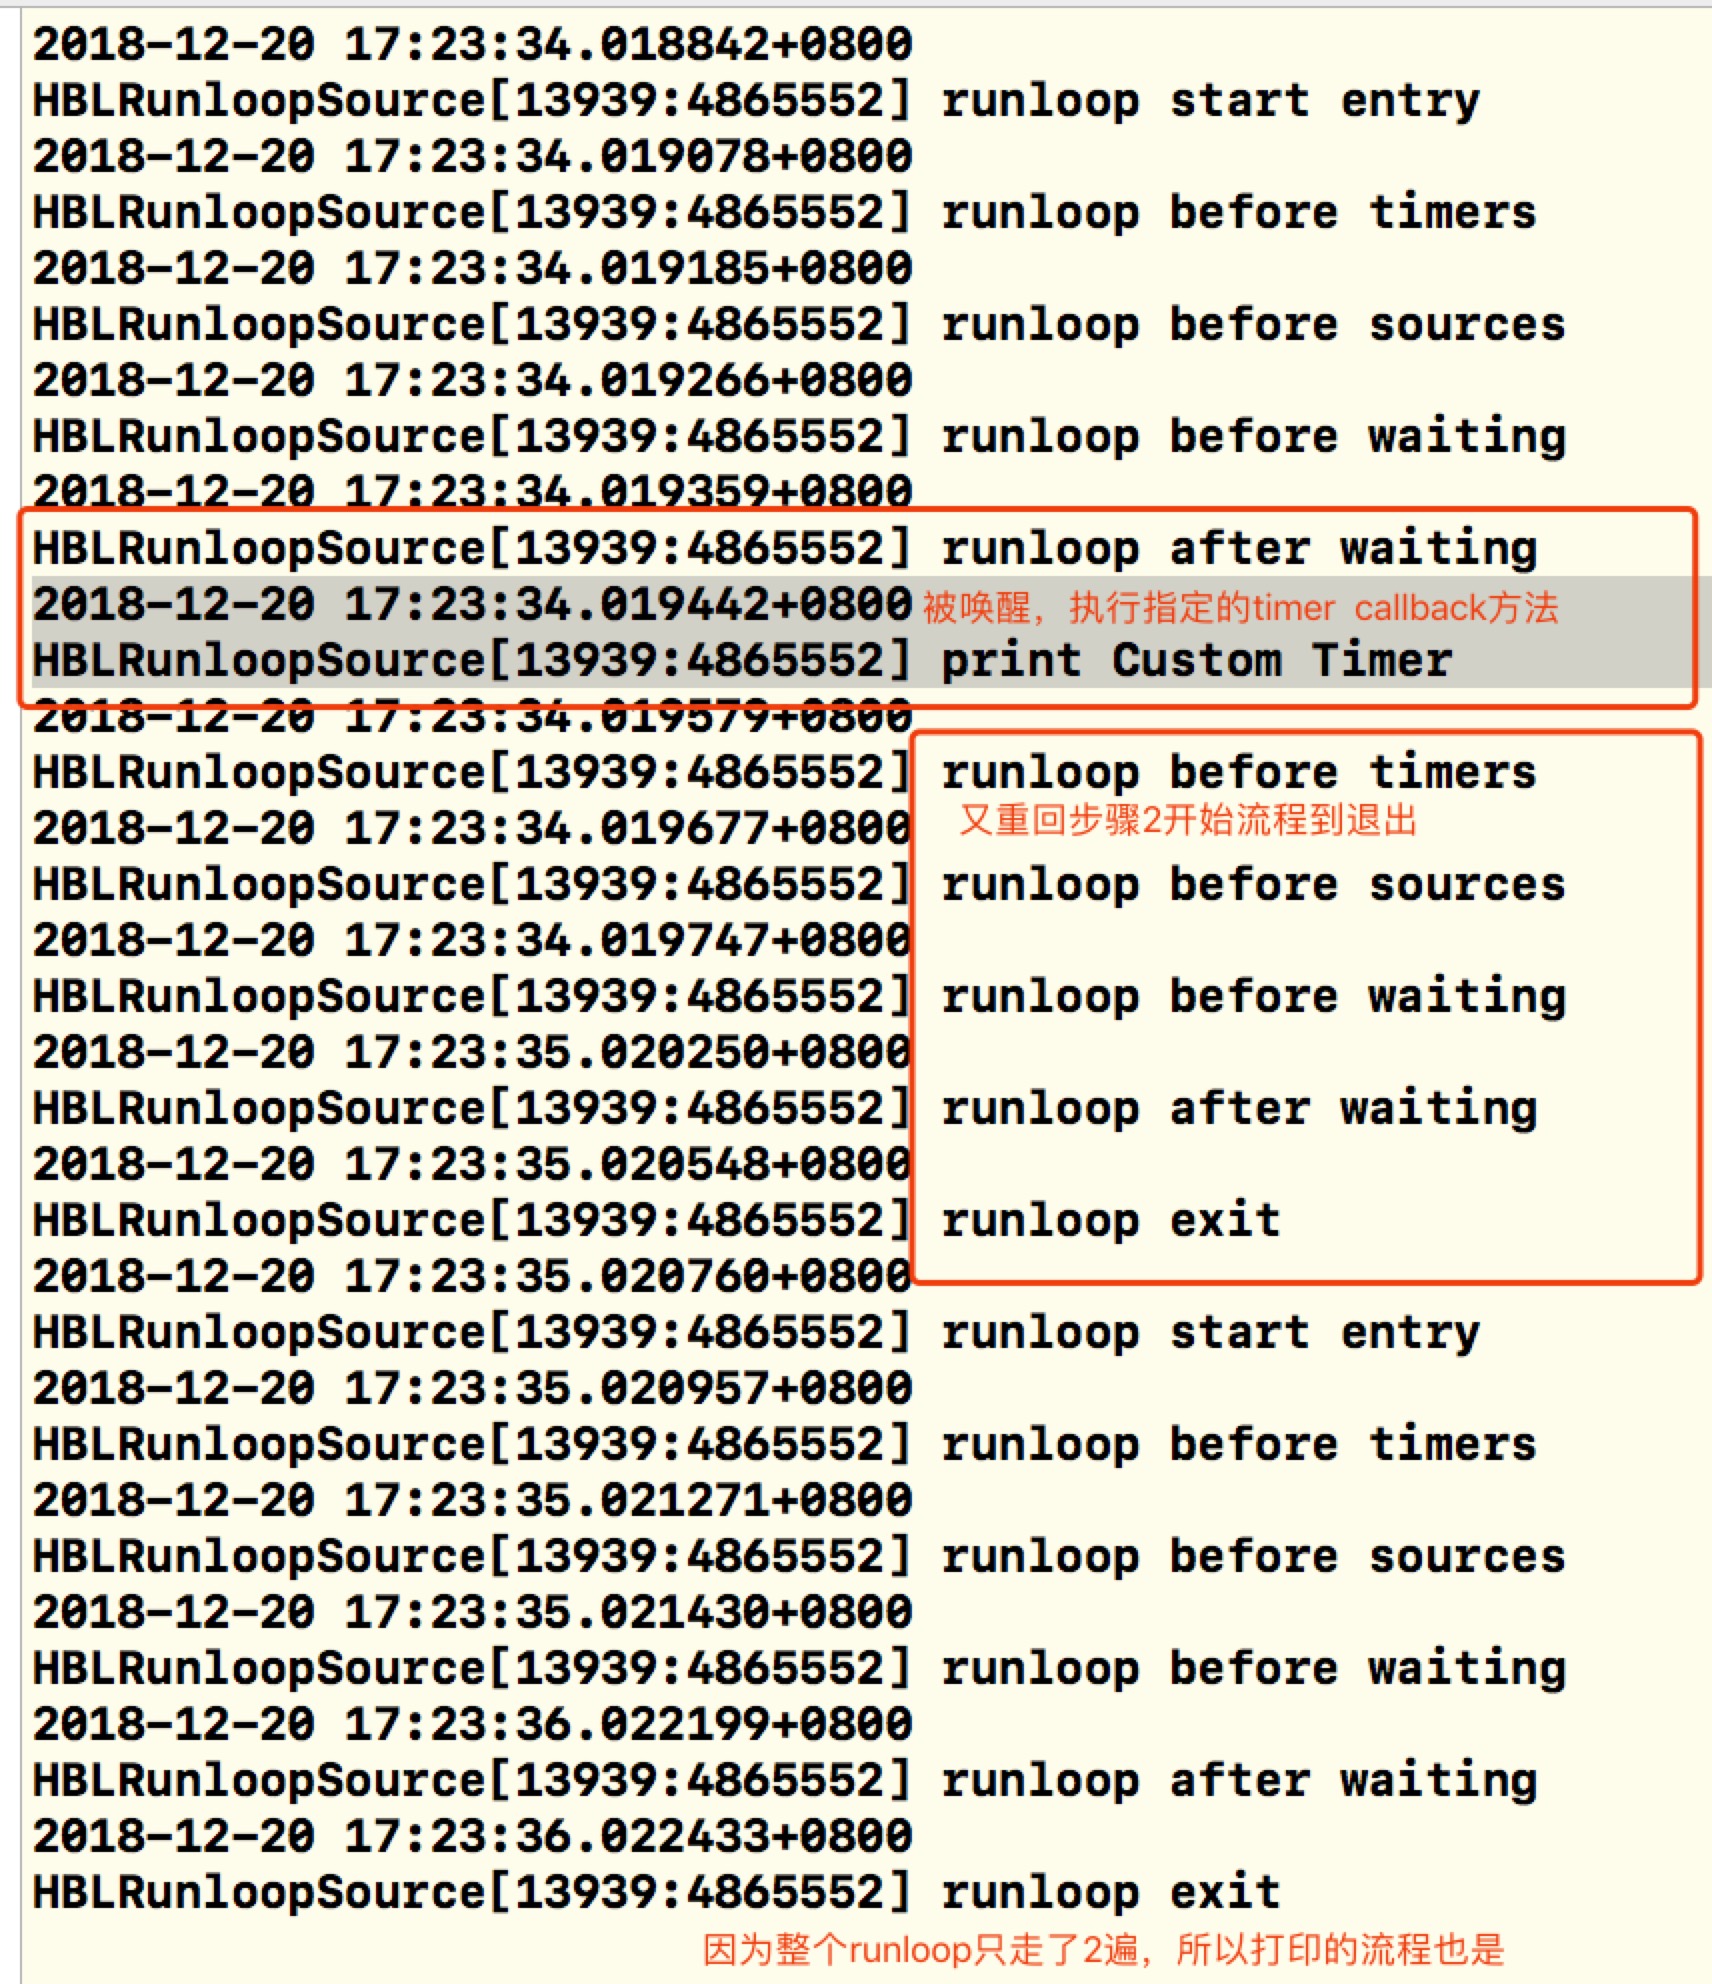 2018-12-20 17:23:34.018842+0800
HBLRunloopSource[13939:4865552] runloop start entry
2018-12-20 17:23:34.019078+0800
HBLRunloopSource[13939:4865552] runloop before timers
2018-12-20 17:23:34.019185+0800
HBLRunloopSource[13939:4865552] runloop before sources
2018-12-20 17:23:34.019266+0800
HBLRunloopSource[13939:4865552] runloop before waiting
2018-12-20 17:23:34.019359+0800
HBLRunloopSource[13939:4865552] runloop after waiting
2018-12-20 17:23:34.019442+0800 被唤醒，执行指定的timer callback方法
HBLRunloopSource[13939:4865552] print Custom Timer
2018-12-20 17:23:34.019579+0800
HBLRunloopSource[13939:4865552] runloop before timers
2018-12-20 17:23:34.019677+0800 又重回步骤2开始流程到退出
HBLRunloopSource[13939:4865552] runloop before sources
2018-12-20 17:23:34.019747+0800
HBLRunloopSource[13939:4865552] runloop before waiting
2018-12-20 17:23:35.020250+0800
HBLRunloopSource[13939:4865552] runloop after waiting
2018-12-20 17:23:35.020548+0800
HBLRunloopSource[13939:4865552] runloop exit
2018-12-20 17:23:35.020760+0800
HBLRunloopSource[13939:4865552] runloop start entry
2018-12-20 17:23:35.020957+0800
HBLRunloopSource[13939:4865552] runloop before timers
2018-12-20 17:23:35.021271+0800
HBLRunloopSource[13939:4865552] runloop before sources
2018-12-20 17:23:35.021430+0800
HBLRunloopSource[13939:4865552] runloop before waiting
2018-12-20 17:23:36.022199+0800
HBLRunloopSource[13939:4865552] runloop after waiting
2018-12-20 17:23:36.022433+0800
HBLRunloopSource[13939:4865552] runloop exit
因为整个runloop只走了2遍，所以打印的流程也是